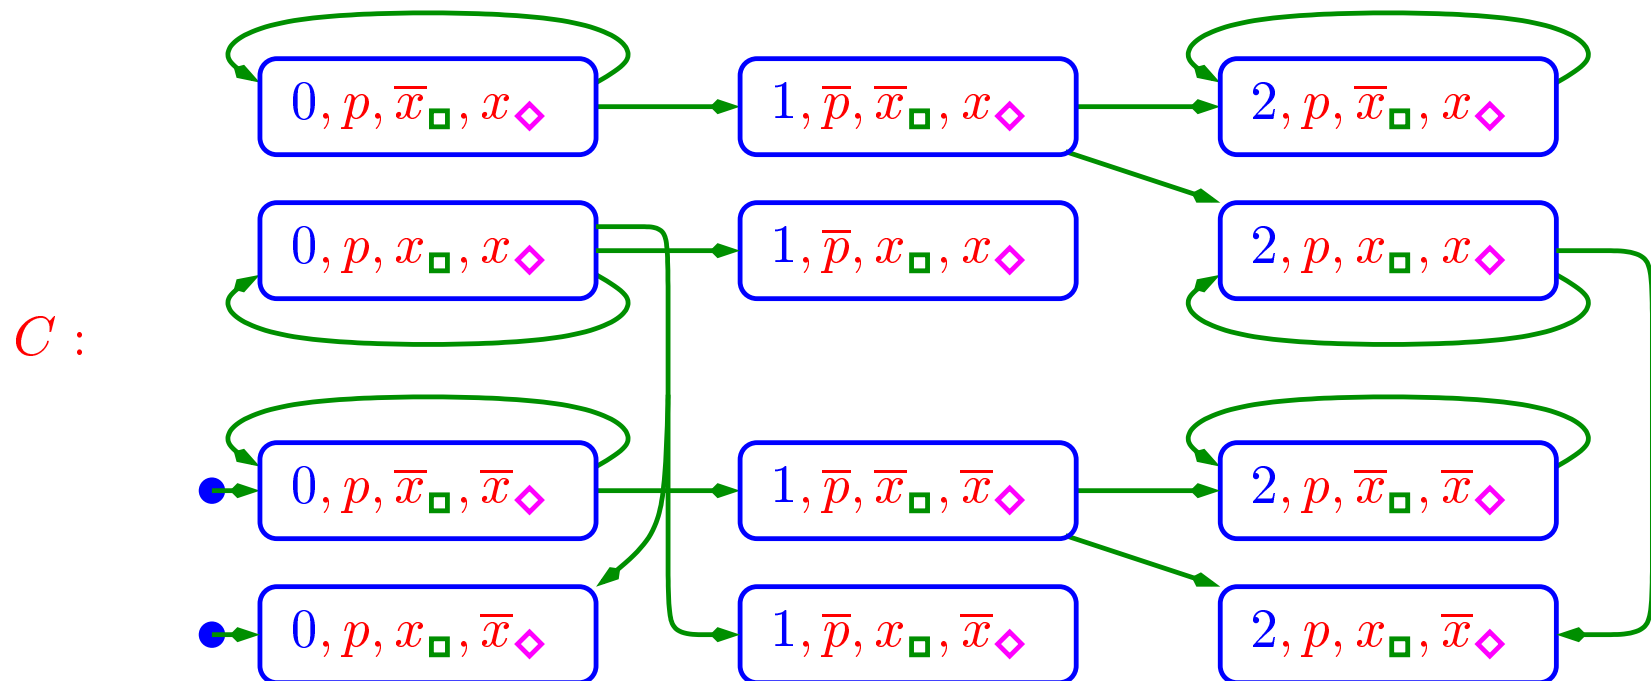 0, p, x̅□, x◇ 1, p̅, x̅□, x◇ 2, p, x̅□, x◇
0, p, x□, x◇ 1, p̅, x□, x◇ 2, p, x□, x◇
C :
0, p, x̅□, x̅◇ 1, p̅, x̅□, x̅◇ 2, p, x̅□, x̅◇
0, p, x□, x̅◇ 1, p̅, x□, x̅◇ 2, p, x□, x̅◇